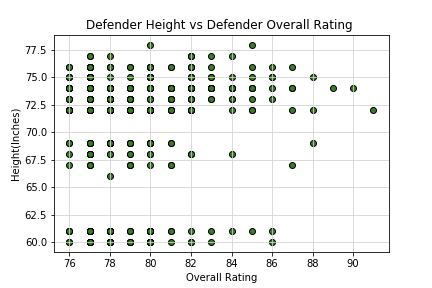 Defender Height vs Defender Overall Rating
77.5
75.0
72.5
70.0
67.5
65.0
62.5
60.0
Height(Inches)
76 78 80 82 84 86 88 90
Overall Rating